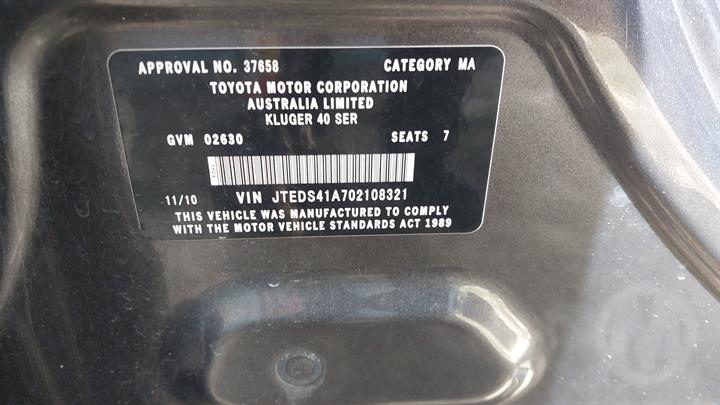 APPROVAL NO. 37658 CATEGORY MA
TOYOTA MOTOR CORPORATION
AUSTRALIA LIMITED
KLUGER 40 SER
GVM 02630 SEATS 7
11/10 VIN JTEDS41A702108321
THIS VEHICLE WAS MANUFACTURED TO COMPLY
WITH THE MOTOR VEHICLE STANDARDS ACT 1989